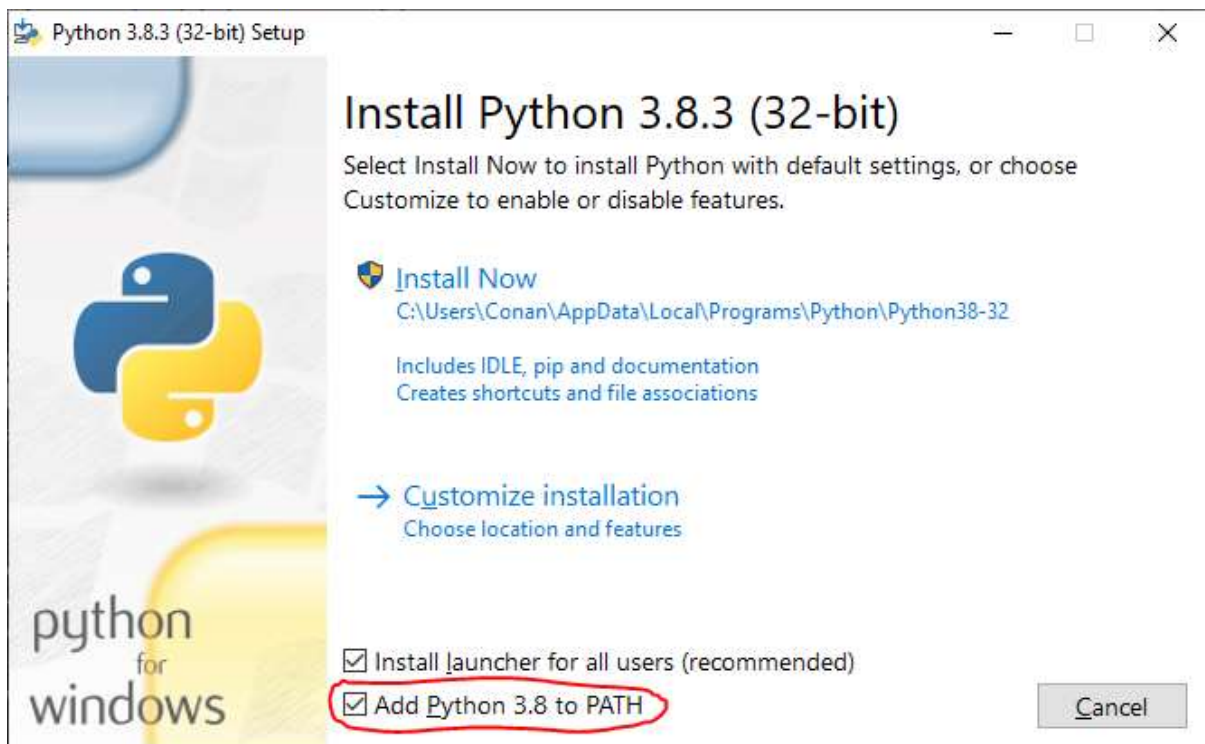 Python 3.8.3 (32-bit) Setup
Install Python 3.8.3 (32-bit)
Select Install Now to install Python with default settings, or choose
Customize to enable or disable features.
Install Now
C:\Users\Conan\AppData\Local\Programs\Python\Python38-32
Includes IDLE, pip and documentation
Creates shortcuts and file associations
Customize installation
Choose location and features
python
for
windows
Install launcher for all users (recommended)
Add Python 3.8 to PATH
Cancel